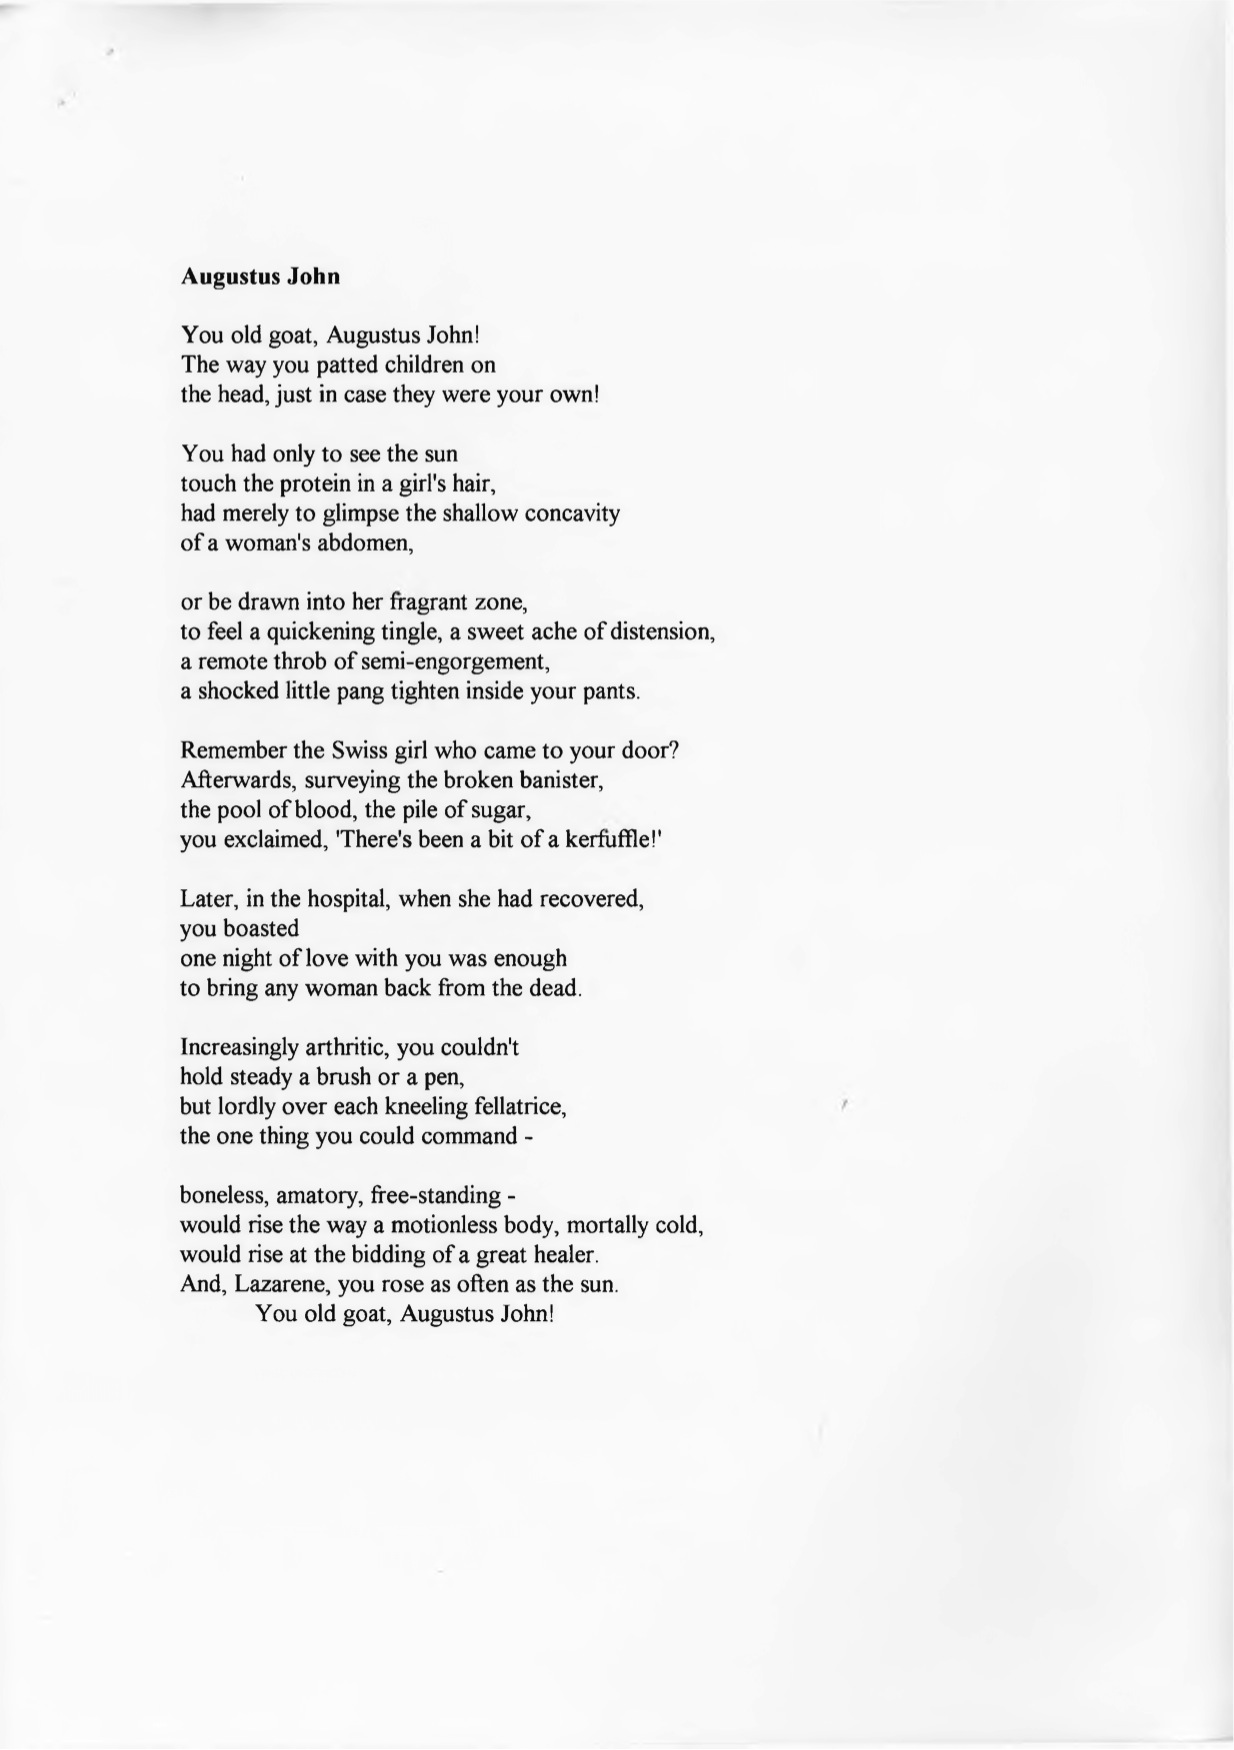 Augustus John
You old goat, Augustus John!
The way you patted children on
the head, just in case they were your own!
You had only to see the sun
touch the protein in a girl's hair,
had merely to glimpse the shallow concavity
of a woman's abdomen,
or be drawn into her fragrant zone,
to feel a quickening tingle, a sweet ache of distension,
a remote throb of semi-engorgement,
a shocked little pang tighten inside your pants.
Remember the Swiss girl who came to your door?
Afterwards, surveying the broken banister,
the pool of blood, the pile of sugar,
you exclaimed, 'There's been a bit of a kerfuffle!'
Later, in the hospital, when she had recovered,
you boasted
one night of love with you was enough
to bring any woman back from the dead.
Increasingly arthritic, you couldn't
hold steady a brush or a pen,
but lordly over each kneeling fellatrice,
the one thing you could command -
boneless, amatory, free-standing -
would rise the way a motionless body, mortally cold,
would rise at the bidding of a great healer.
And, Lazarene, you rose as often as the sun.
You old goat, Augustus John!